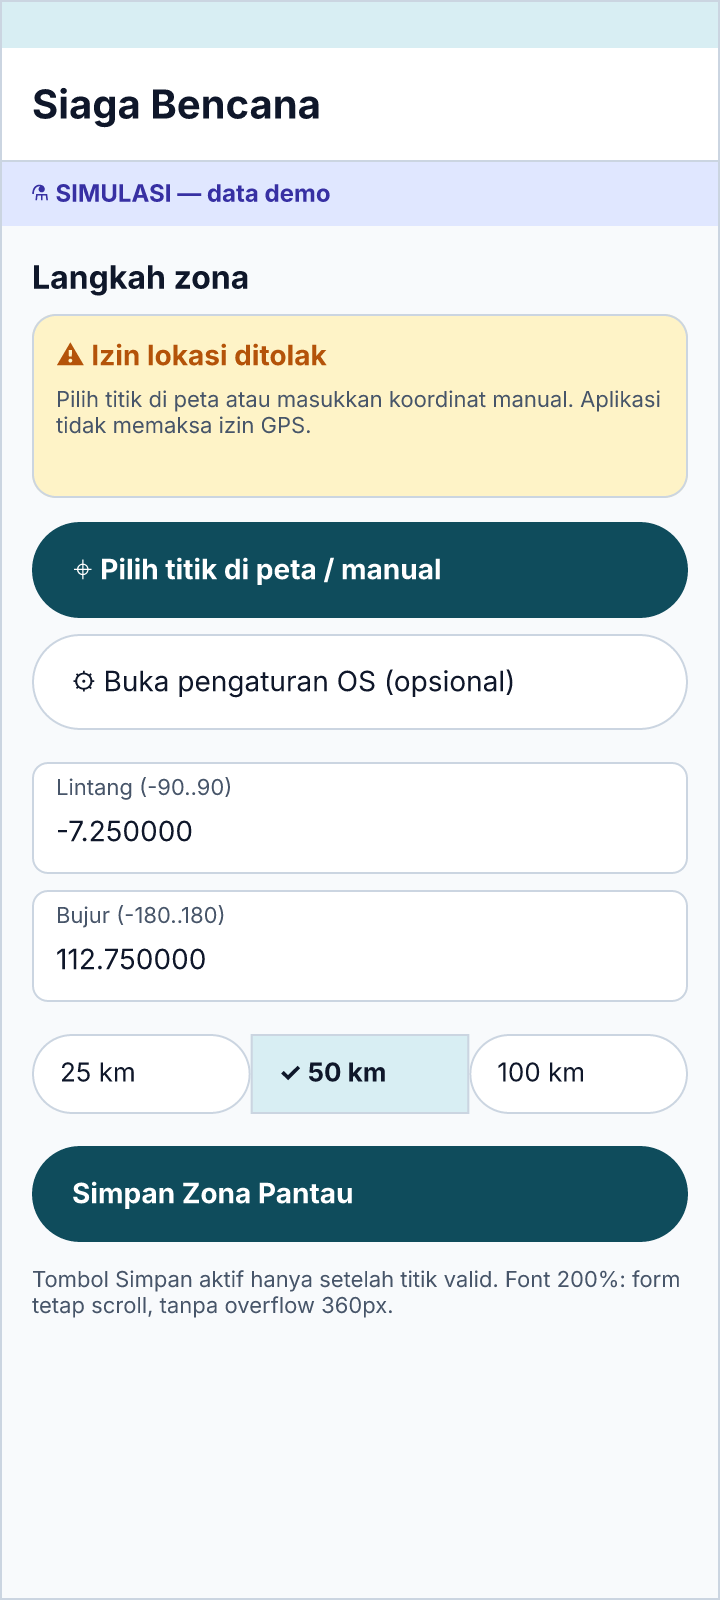 Siaga Bencana
⚗ SIMULASI — data demo
Langkah zona
⚠ Izin lokasi ditolak
Pilih titik di peta atau masukkan koordinat manual. Aplikasi
tidak memaksa izin GPS.
⌖ Pilih titik di peta / manual
⚙ Buka pengaturan OS (opsional)
Lintang (-90..90)
-7.250000
Bujur (-180..180)
112.750000
25 km
✓ 50 km
100 km
Simpan Zona Pantau
Tombol Simpan aktif hanya setelah titik valid. Font 200%: form
tetap scroll, tanpa overflow 360px.